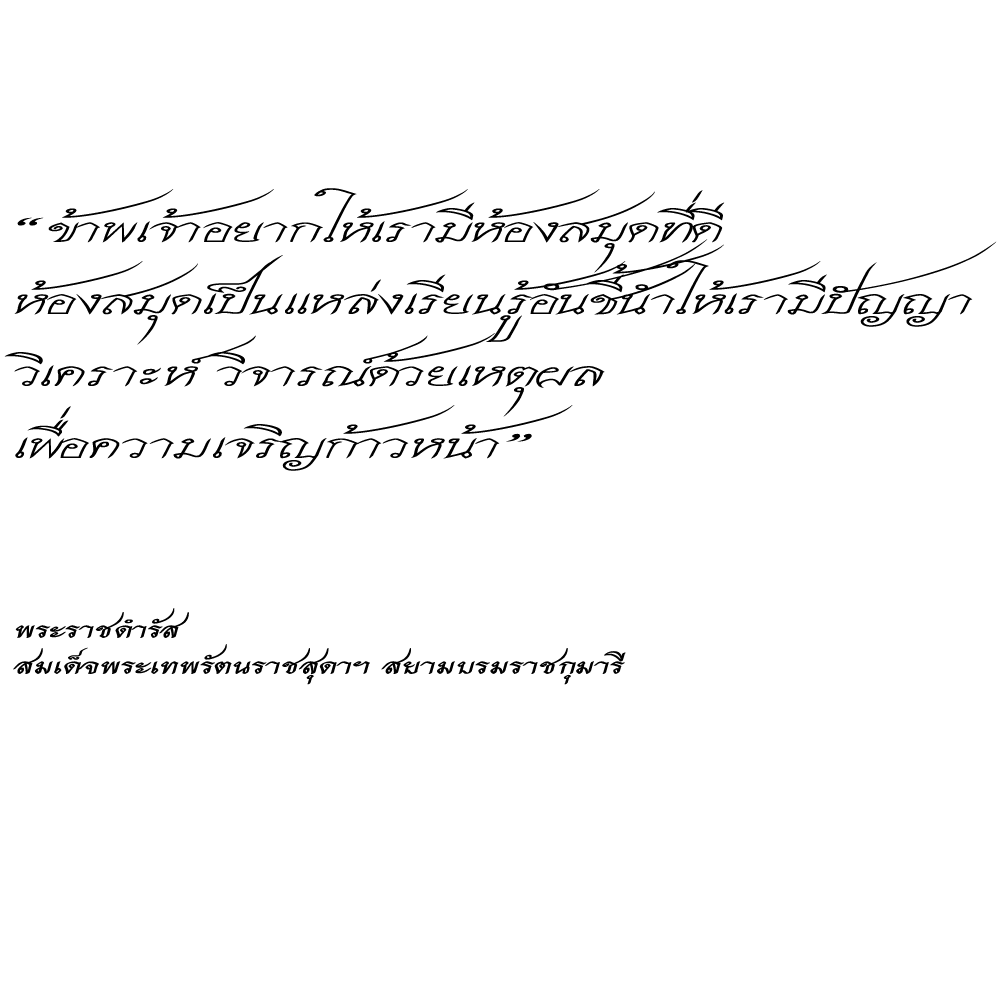 “ ข้าพเจ้าอยากให้เรามีห้องสมุดที่ดี
ห้องสมุดเป็นแหล่งเรียนรู้อันชี้นำให้เรามีปัญญา
วิเคราะห์ วิจารณ์ด้วยเหตุผล
เพื่อความเจริญก้าวหน้า”
พระราชดำรัส
สมเด็จพระเทพรัตนราชสุดาฯ สยามบรมราชกุมารี